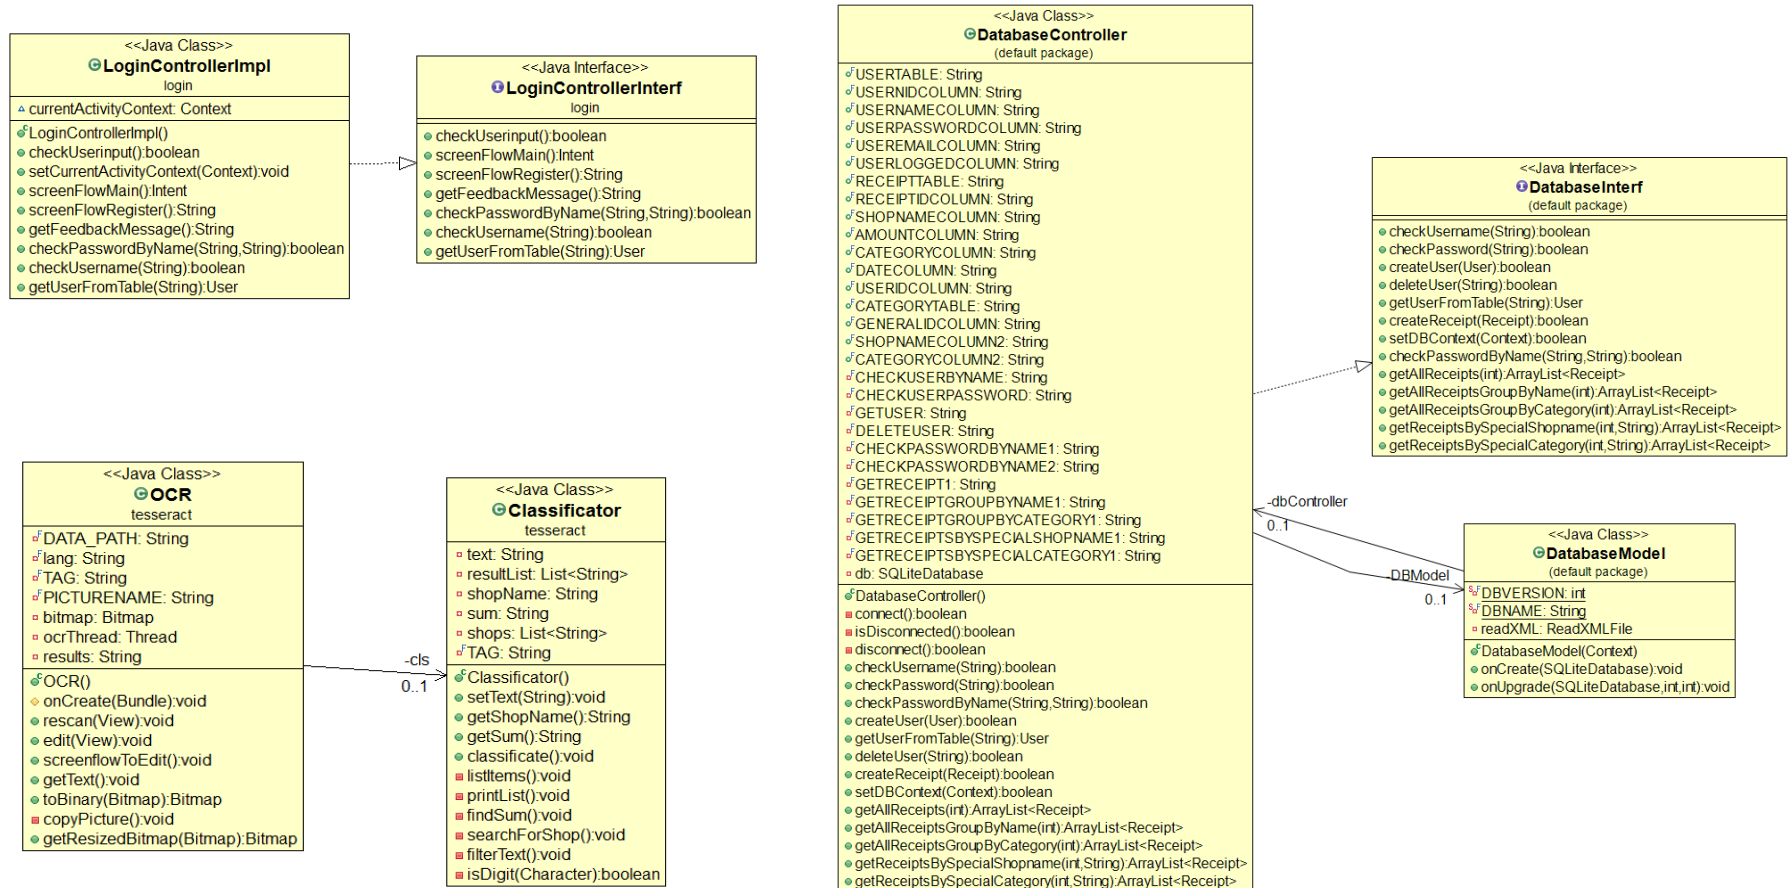 <<Java Class>>
LoginControllerImpl
login
currentActivityContext: Context
LoginControllerImpl()
checkUserinput():boolean
setCurrentActivityContext(Context):void
screenFlowMain():Intent
screenFlowRegister():String
getFeedbackMessage():String
checkPasswordByName(String,String):boolean
checkUsername(String):boolean
getUserFromTable(String):User
<<Java Interface>>
LoginControllerInterf
login
checkUserinput():boolean
screenFlowMain():Intent
screenFlowRegister():String
getFeedbackMessage():String
checkPasswordByName(String,String):boolean
checkUsername(String):boolean
getUserFromTable(String):User
<<Java Class>>
OCR
tesseract
DATA_PATH: String
lang: String
TAG: String
PICTURENAME: String
bitmap: Bitmap
ocrThread: Thread
results: String
OCR()
onCreate(Bundle):void
rescan(View):void
edit(View):void
screenflowToEdit():void
getText():void
toBinary(Bitmap):Bitmap
copyPicture():void
getResizedBitmap(Bitmap):Bitmap
-cls
0..1
<<Java Class>>
Classificator
tesseract
text: String
resultList: List<String>
shopName: String
sum: String
shops: List<String>
TAG: String
Classificator()
setText(String):void
getShopName():String
getSum():String
classificate():void
listItems():void
printList():void
findSum():void
searchForShop():void
filterText():void
isDigit(Character):boolean
<<Java Class>>
DatabaseController
(default package)
USERTABLE: String
USERNIDCOLUMN: String
USERNAMECOLUMN: String
USERPASSWORDCOLUMN: String
USEREMAILCOLUMN: String
USERLOGGEDCOLUMN: String
RECEIPTTABLE: String
RECEIPTIDCOLUMN: String
SHOPNAMECOLUMN: String
AMOUNTCOLUMN: String
CATEGORYCOLUMN: String
DATECOLUMN: String
USERIDCOLUMN: String
CATEGORYTABLE: String
GENERALIDCOLUMN: String
SHOPNAMECOLUMN2: String
CATEGORYCOLUMN2: String
CHECKUSERBYNAME: String
CHECKUSERPASSWORD: String
GETUSER: String
DELETEUSER: String
CHECKPASSWORDBYNAME1: String
CHECKPASSWORDBYNAME2: String
GETRECEIPT1: String
GETRECEIPTGROUPBYNAME1: String
GETRECEIPTGROUPBYCATEGORY1: String
GETRECEIPTSBYSPECIALSHOPNAME1: String
GETRECEIPTSBYSPECIALCATEGORY1: String
db: SQLiteDatabase
DatabaseController()
connect():boolean
isDisconnected():boolean
disconnect():boolean
checkUsername(String):boolean
checkPassword(String):boolean
checkPasswordByName(String,String):boolean
createUser(User):boolean
getUserFromTable(String):User
deleteUser(String):boolean
createReceipt(Receipt):boolean
setDBContext(Context):boolean
getAllReceipts(int):ArrayList<Receipt>
getAllReceiptsGroupByName(int):ArrayList<Receipt>
getAllReceiptsGroupByCategory(int):ArrayList<Receipt>
getReceiptsBySpecialShopname(int,String):ArrayList<Receipt>
getReceiptsBySpecialCategory(int,String):ArrayList<Receipt>
<<Java Interface>>
DatabaseInterf
(default package)
checkUsername(String):boolean
checkPassword(String):boolean
createUser(User):boolean
deleteUser(String):boolean
getUserFromTable(String):User
createReceipt(Receipt):boolean
setDBContext(Context):boolean
checkPasswordByName(String,String):boolean
getAllReceipts(int):ArrayList<Receipt>
getAllReceiptsGroupByName(int):ArrayList<Receipt>
getAllReceiptsGroupByCategory(int):ArrayList<Receipt>
getReceiptsBySpecialShopname(int,String):ArrayList<Receipt>
getReceiptsBySpecialCategory(int,String):ArrayList<Receipt>
-dbController
0..1
-DBModel
0..1
<<Java Class>>
DatabaseModel
(default package)
DBVERSION: int
DBNAME: String
readXML: ReadXMLFile
DatabaseModel(Context)
onCreate(SQLiteDatabase):void
onUpgrade(SQLiteDatabase,int,int):void